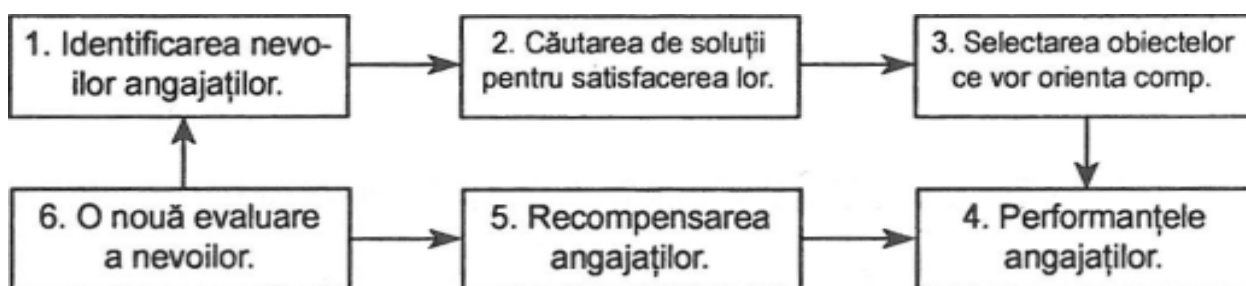 1. Identificarea nevo-
ilor angajaților.
2. Căutarea de soluții
pentru satisfacerea lor.
3. Selectarea obiectelor
ce vor orienta comp.
6. O nouă evaluare
a nevoilor.
5. Recompensarea
angajaților.
4. Performanțele
angajaților.